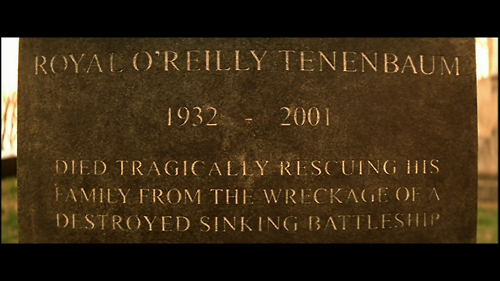 ROYAL O'REILLY TENENBAUM
1932 - 2001
DIED TRAGICALLY RESCUING HIS
FAMILY FROM THE WRECKAGE OF A
DESTROYED SINKING BATTLESHIP